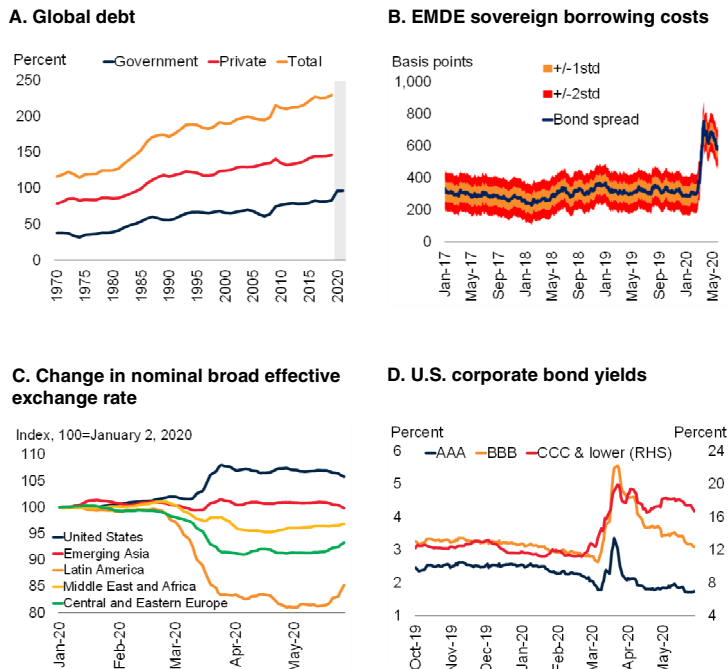 A. Global debt
Percent
Government Private Total
250
200
150
100
50
0
1970
1975
1980
1985
1990
1995
2000
2005
2010
2015
2020
B. EMDE sovereign borrowing costs
Basis points
+/-1std
+/-2std
Bond spread
1,000
800
600
400
200
0
Jan-17
May-17
Sep-17
Jan-18
May-18
Sep-18
Jan-19
May-19
Sep-19
Jan-20
May-20
C. Change in nominal broad effective
exchange rate
Index, 100=January 2, 2020
110
105
100
95
90
85
80
United States
Emerging Asia
Latin America
Middle East and Africa
Central and Eastern Europe
Jan-20
Feb-20
Mar-20
Apr-20
May-20
D. U.S. corporate bond yields
Percent Percent
AAA BBB CCC & lower (RHS)
6
5
4
3
2
1
24
20
16
12
8
4
Oct-19
Nov-19
Dec-19
Jan-20
Feb-20
Mar-20
Apr-20
May-20